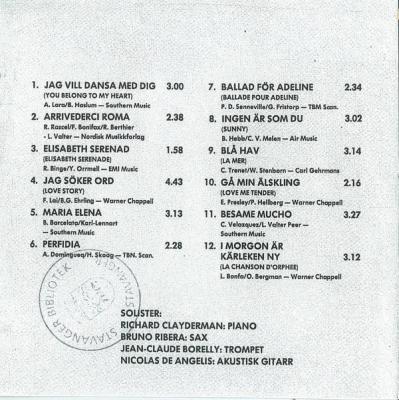 1. JAG VILL DANSA MED DIG 3.00
(YOU BELONG TO MY HEART)
A. Lara/B. Haslum — Southern Music
2. ARRIVEDERCI ROMA 2.38
R. Rascel/F. Bonifax/R. Berthier
- L. Valter — Nordisk Musikkforlag
3. ELISABETH SERENAD 1.58
(ELISABETH SERENADE)
R. Binge/Y. Orrmell — EMI Music
4. JAG SÖKER ORD 4.43
(LOVE STORY)
F. Lai/B.G. Ehrling — Warner Chappell
5. MARIA ELENA 3.13
B. Barcelata/Karl-Lennart
— Southern Music
6. PERFIDIA 2.28
A. Dominguea/H. Skoog — TBN. Scan.
7. BALLAD FÖR ADELINE 2.34
(BALLADE POUR ADELINE)
P. D. Senneville/G. Fristorp — TBM Scan.
8. INGEN ÄR SOM DU 3.02
(SUNNY)
B. Hebb/C. V. Melen — Air Music
9. BLÅ HAV 3.14
(LA MER)
C. Trenet/W. Stenborn — Carl Gehrmans
10. GÅ MIN ÄLSKLING 2.16
(LOVE ME TENDER)
E. Presley/P. Hellberg — Warner Chappell
11. BESAME MUCHO 3.27
C. Velazquez/L. Valter Peer —
Southern Music
12. I MORGON ÄR
KÄRLEKEN NY 3.12
(LA CHANSON D'ORPHEE)
L. Bonfa/O. Bergman — Warner Chappell
STAVANGER BIBLIOTEK
STAVANGER
SOLISTER:
RICHARD CLAYDERMAN: PIANO
BRUNO RIBERA: SAX
JEAN-CLAUDE BORELLY: TROMPET
NICOLAS DE ANGELIS: AKUSTISK GITARR